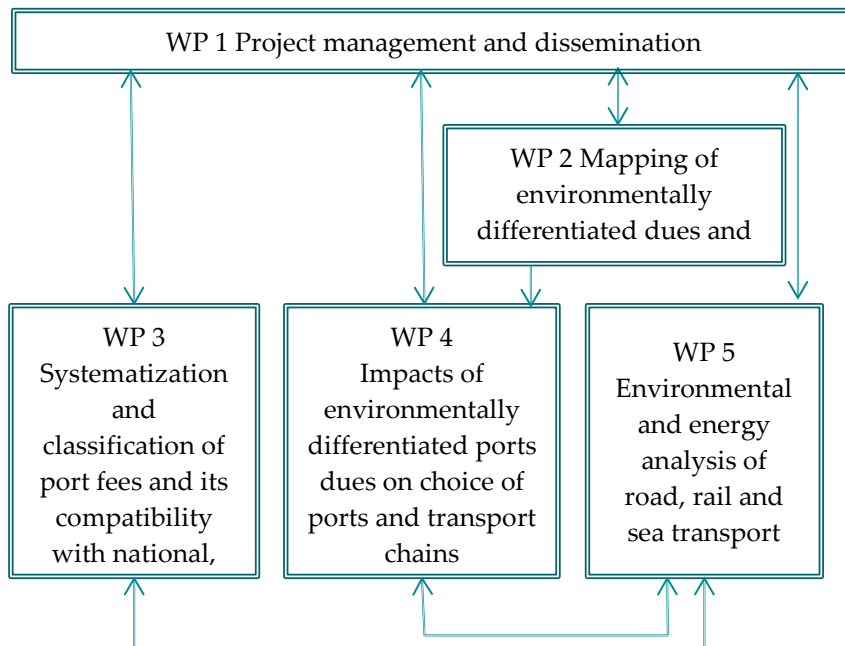 WP 1 Project management and dissemination
WP 2 Mapping of
environmentally
differentiated dues and
WP 3
Systematization
and
classification of
port fees and its
compatibility
with national,
WP 4
Impacts of
environmentally
differentiated ports
dues on choice of
ports and transport
chains
WP 5
Environmental
and energy
analysis of
road, rail and
sea transport